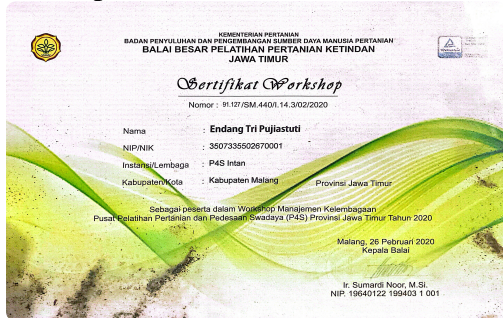 KEMENTERIAN PERTANIAN
BADAN PENYULUHAN DAN PENGEMBANGAN SUMBER DAYA MANUSIA PERTANIAN
BALAI BESAR PELATIHAN PERTANIAN KETINDAN
JAWA TIMUR
Sertifikat Workshop
Nomor : 91.127/SM.440/I.14.3/02/2020
Nama : Endang Tri Pujiastuti
NIP/NIK : 3507335502670001
Instansi/Lembaga : P4S Intan
Kabupaten/Kota : Kabupaten Malang Provinsi Jawa Timur
Sebagai peserta dalam Workshop Manajemen Kelembagaan
Pusat Pelatihan Pertanian dan Pedesaan Swadaya (P4S) Provinsi Jawa Timur Tahun 2020
Malang, 26 Pebruari 2020
Kepala Balai
Ir. Sumardi Noor, M.Si.
NIP. 19640122 199403 1 001